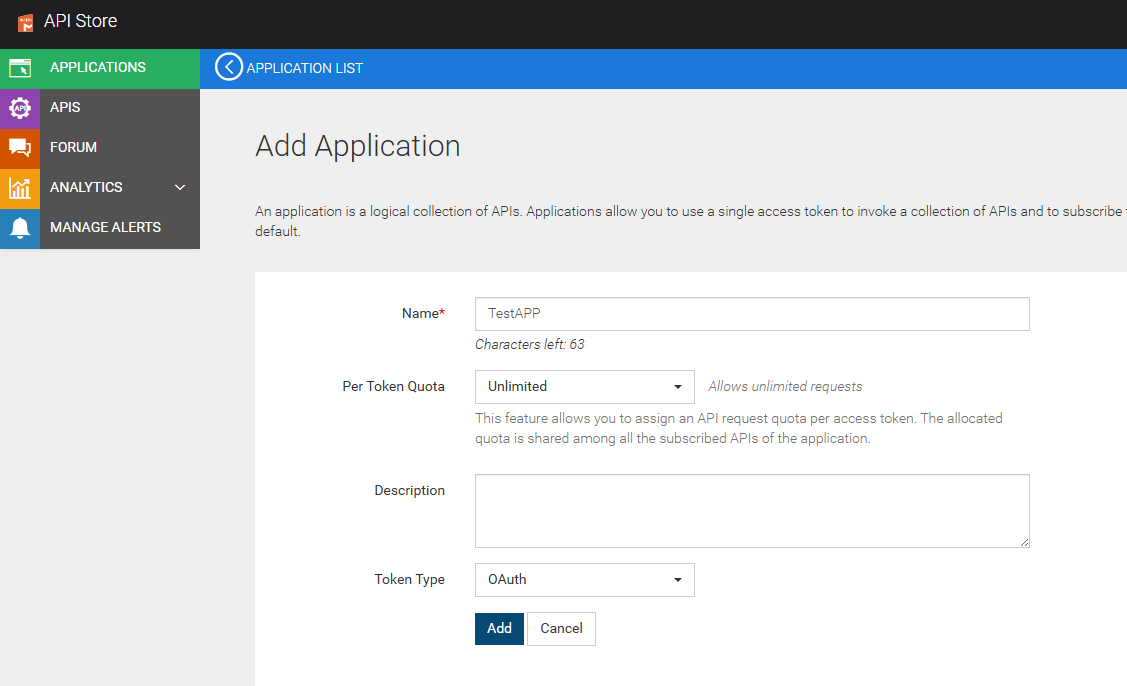 API Store
APPLICATIONS
APPLICATION LIST
APIS
FORUM
ANALYTICS
MANAGE ALERTS
Add Application
An application is a logical collection of APIs. Applications allow you to use a single access token to invoke a collection of APIs and to subscribe
default.
Name*
TestAPP
Characters left: 63
Per Token Quota
Unlimited
Allows unlimited requests
This feature allows you to assign an API request quota per access token. The allocated
quota is shared among all the subscribed APIs of the application.
Description
Token Type
OAuth
Add
Cancel